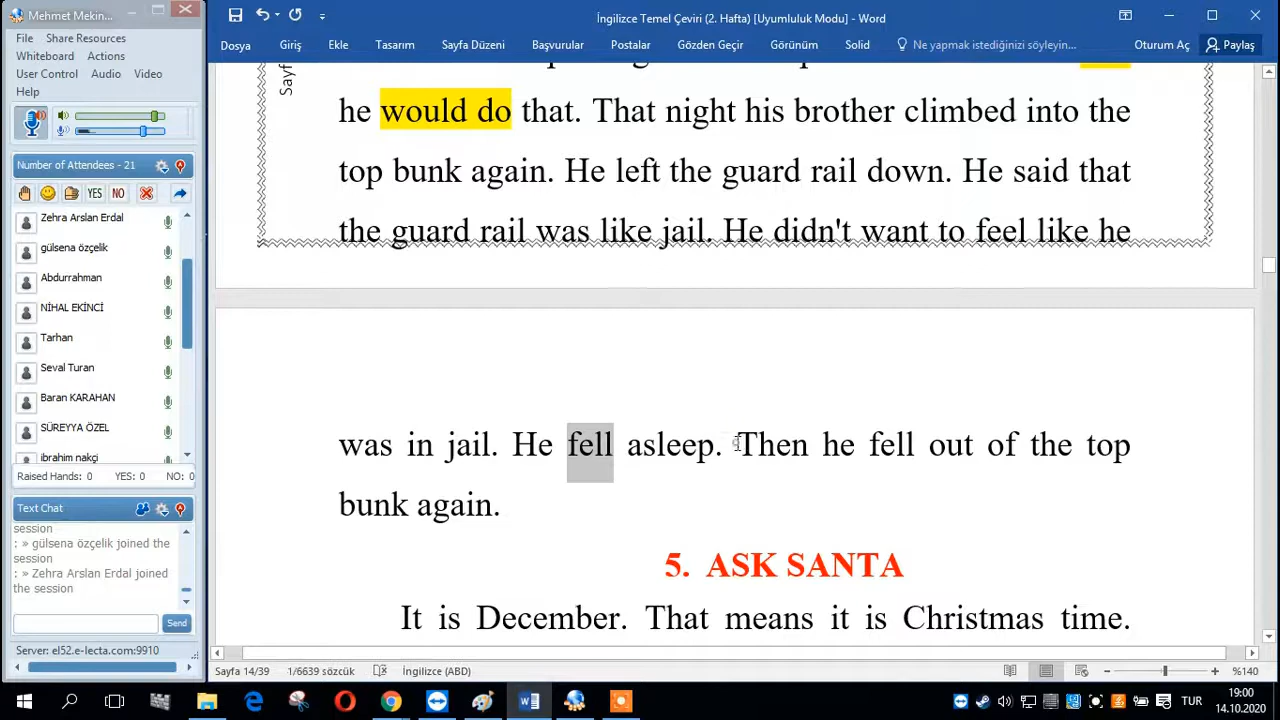 Mehmet Mekin...
File Share Resources
Whiteboard Actions
User Control Audio Video
Help
Number of Attendees - 21
YES NO
Zehra Arslan Erdal
gülsena özçelik
Abdurrahman
NİHAL EKİNCİ
Tarhan
Seval Turan
Baran KARAHAN
SÜREYYA ÖZEL
ibrahim nakçi
Raised Hands: 0 YES: 0 NO: 0
Text Chat
session
: » gülsena özçelik joined the
session
: » Zehra Arslan Erdal joined
the session
Send
Server: el52.e-lecta.com:9910
İngilizce Temel Çeviri (2. Hafta) [Uyumluluk Modu] - Word
Dosya Giriş Ekle Tasarım Sayfa Düzeni Başvurular Postalar Gözden Geçir Görünüm Solid Ne yapmak istediğinizi söyleyin... Oturum Aç Paylaş
Sayf
he would do that. That night his brother climbed into the
top bunk again. He left the guard rail down. He said that
the guard rail was like jail. He didn't want to feel like he
was in jail. He fell asleep. Then he fell out of the top
bunk again.
5. ASK SANTA
It is December. That means it is Christmas time.
Sayfa 14/39 1/6639 sözcük İngilizce (ABD) %140
TUR
19:00
14.10.2020